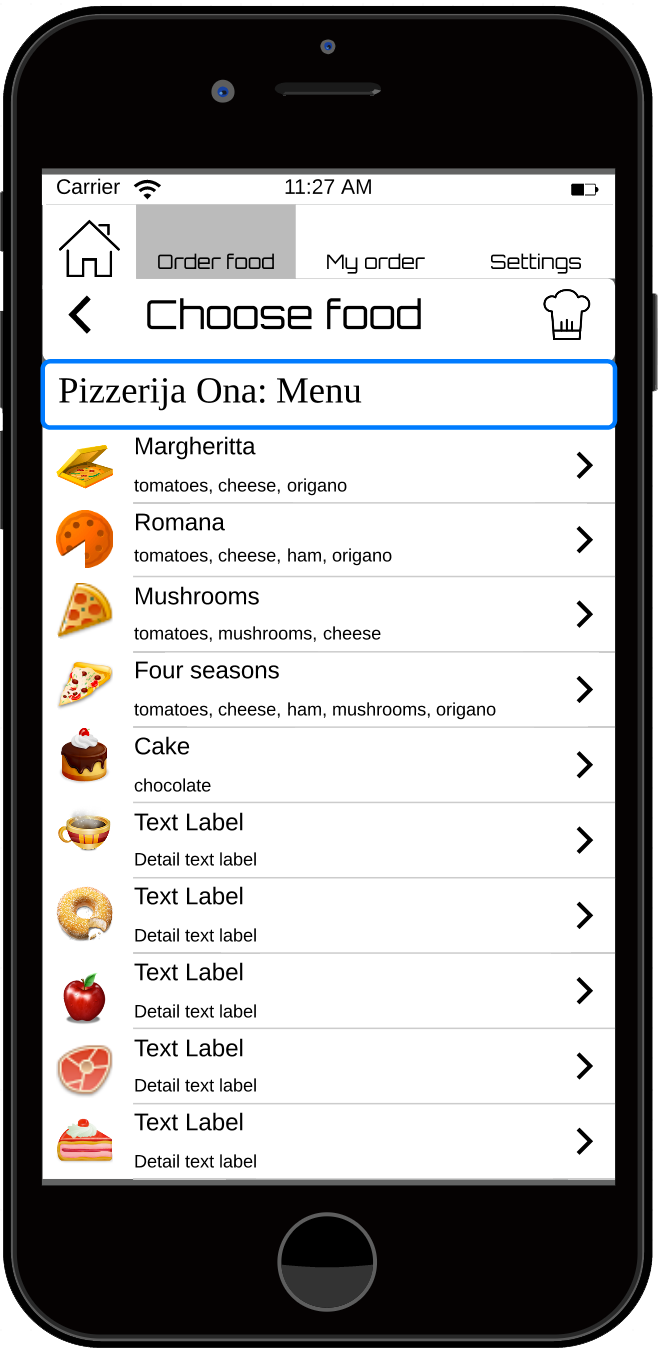 Carrier 11:27 AM
Order food My order Settings
Choose food
Pizzerija Ona: Menu
Margheritta
tomatoes, cheese, origano
Romana
tomatoes, cheese, ham, origano
Mushrooms
tomatoes, mushrooms, cheese
Four seasons
tomatoes, cheese, ham, mushrooms, origano
Cake
chocolate
Text Label
Detail text label
Text Label
Detail text label
Text Label
Detail text label
Text Label
Detail text label
Text Label
Detail text label